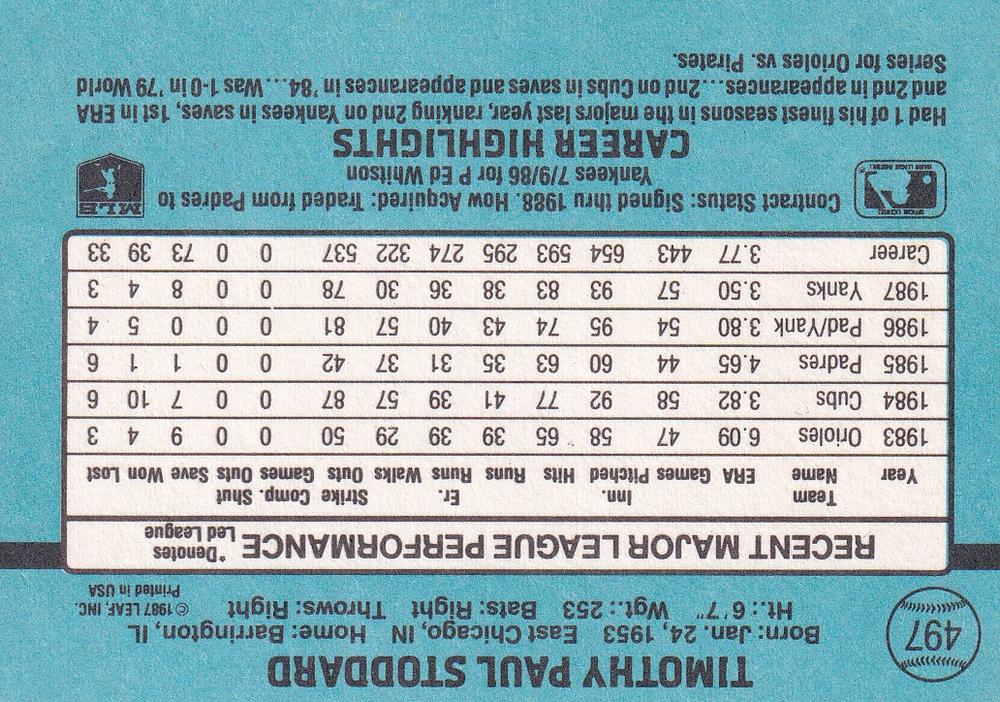 497
TIMOTHY PAUL STODDARD
Born: Jan. 24, 1953 East Chicago, IN Home: Barrington, IL
Ht.: 6'7" Wgt.: 253 Bats: Right Throws: Right
© 1987 LEAF, INC.
Printed in USA
RECENT MAJOR LEAGUE PERFORMANCE *Denotes Led League
Year Team Name ERA Games Inn. Pitched Hits Runs Er. Runs Walks Strike Outs Comp. Games Shut Outs Save Won Lost
1983 Orioles 6.09 47 58 65 39 39 29 50 0 0 9 4 3
1984 Cubs 3.82 58 92 77 41 39 57 87 0 0 7 10 6
1985 Padres 4.65 44 60 63 35 31 37 42 0 0 1 1 6
1986 Pad/Yank 3.80 54 95 74 43 40 57 81 0 0 0 5 4
1987 Yanks 3.50 57 93 83 38 36 30 78 0 0 8 4 3
Career 3.77 443 654 593 295 274 322 537 0 0 73 39 33
OFFICIAL LICENSEE
MAJOR LEAGUE BASEBALL
Contract Status: Signed thru 1988. How Acquired: Traded from Padres to
Yankees 7/9/86 for P Ed Whitson
CAREER HIGHLIGHTS
Had 1 of his finest seasons in the majors last year, ranking 2nd on Yankees in saves, 1st in ERA
and 2nd in appearances...2nd on Cubs in saves and appearances in '84...Was 1-0 in '79 World
Series for Orioles vs. Pirates.